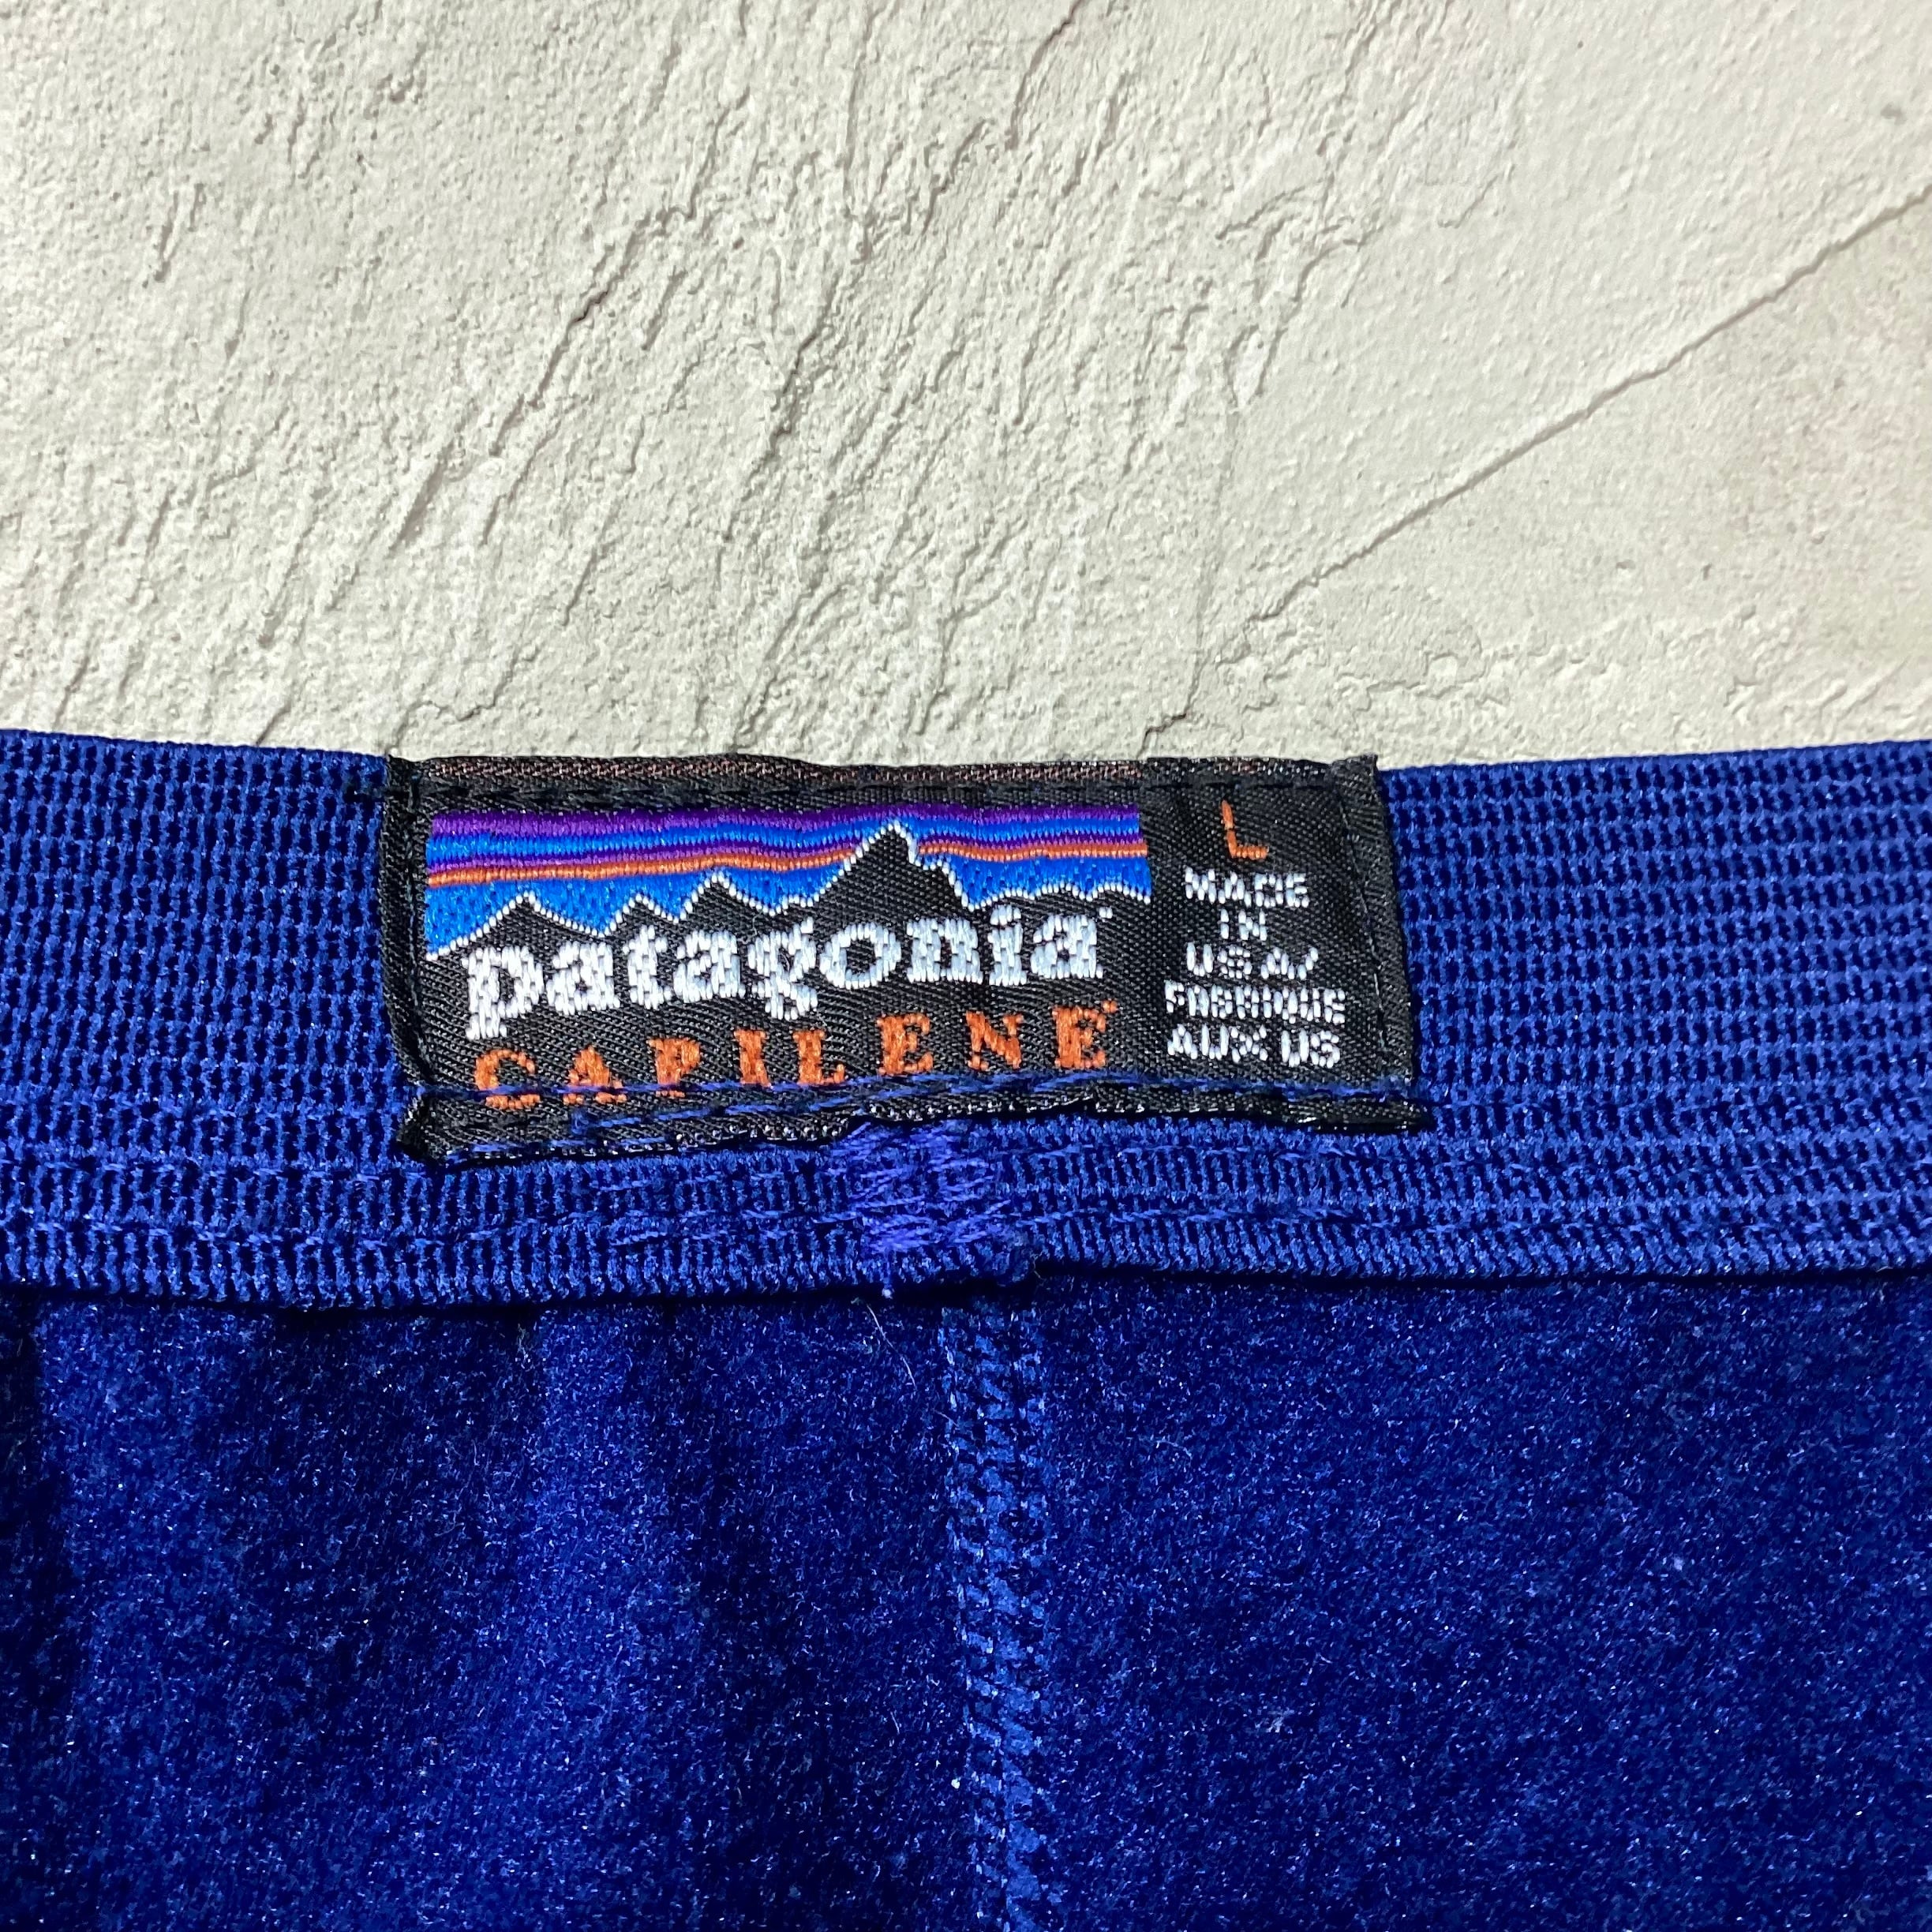 patagonia
CAPILENE
L
MADE
IN
USA/
FABRIQUE
AUX US